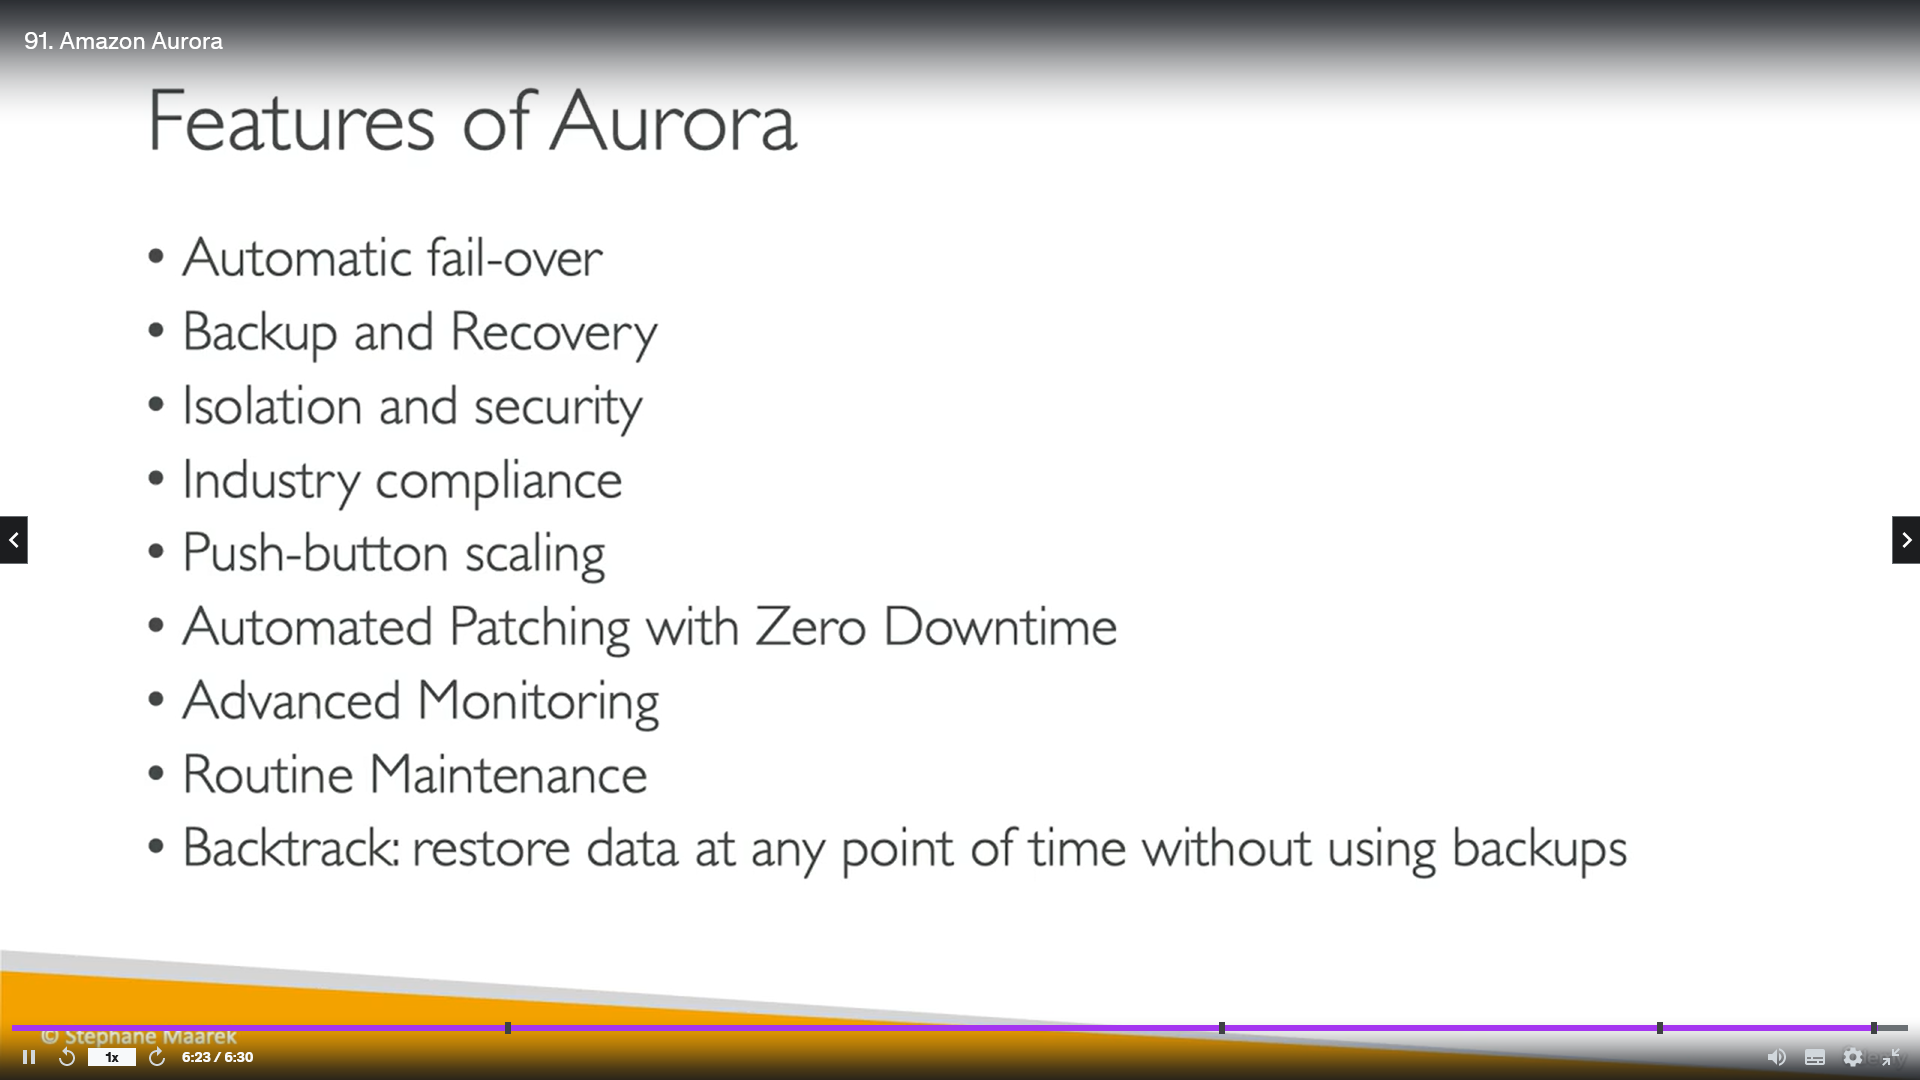 91. Amazon Aurora
Features of Aurora
• Automatic fail-over
• Backup and Recovery
• Isolation and security
• Industry compliance
• Push-button scaling
• Automated Patching with Zero Downtime
• Advanced Monitoring
• Routine Maintenance
• Backtrack: restore data at any point of time without using backups
© Stephane Maarek
1x
6:23 / 6:30